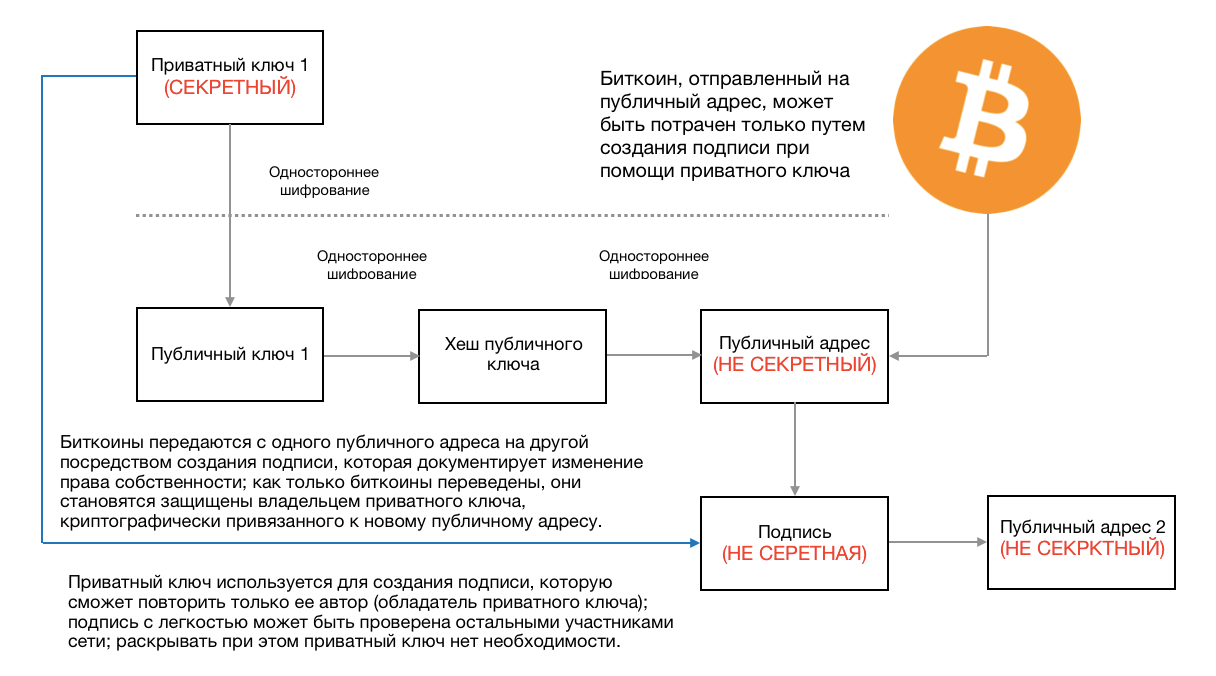 Приватный ключ 1
(СЕКРЕТНЫЙ)
Биткоин, отправленный на
публичный адрес, может
быть потрачен только путем
создания подписи при
помощи приватного ключа
Одностороннее
шифрование
Одностороннее
шифрование
Одностороннее
шифрование
Публичный ключ 1
Хеш публичного
ключа
Публичный адрес
(НЕ СЕКРЕТНЫЙ)
Биткоины передаются с одного публичного адреса на другой
посредством создания подписи, которая документирует изменение
права собственности; как только биткоины переведены, они
становятся защищены владельцем приватного ключа,
криптографически привязанного к новому публичному адресу.
Подпись
(НЕ СЕРЕТНАЯ)
Публичный адрес 2
(НЕ СЕКРКТНЫЙ)
Приватный ключ используется для создания подписи, которую
сможет повторить только ее автор (обладатель приватного ключа);
подпись с легкостью может быть проверена остальными участниками
сети; раскрывать при этом приватный ключ нет необходимости.